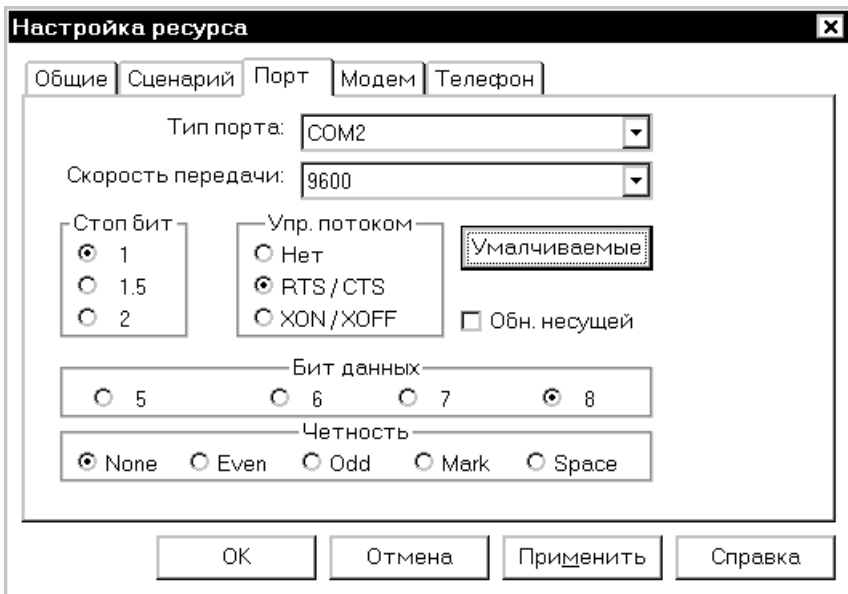 Настройка ресурса
Общие Сценарий Порт Модем Телефон
Тип порта: COM2
Скорость передачи: 9600
Стоп бит Упр. потоком
1 Нет Умалчиваемые
1.5 RTS / CTS
2 XON / XOFF Обн. несущей
Бит данных
5 6 7 8
Четность
None Even Odd Mark Space
OK Отмена Применить Справка